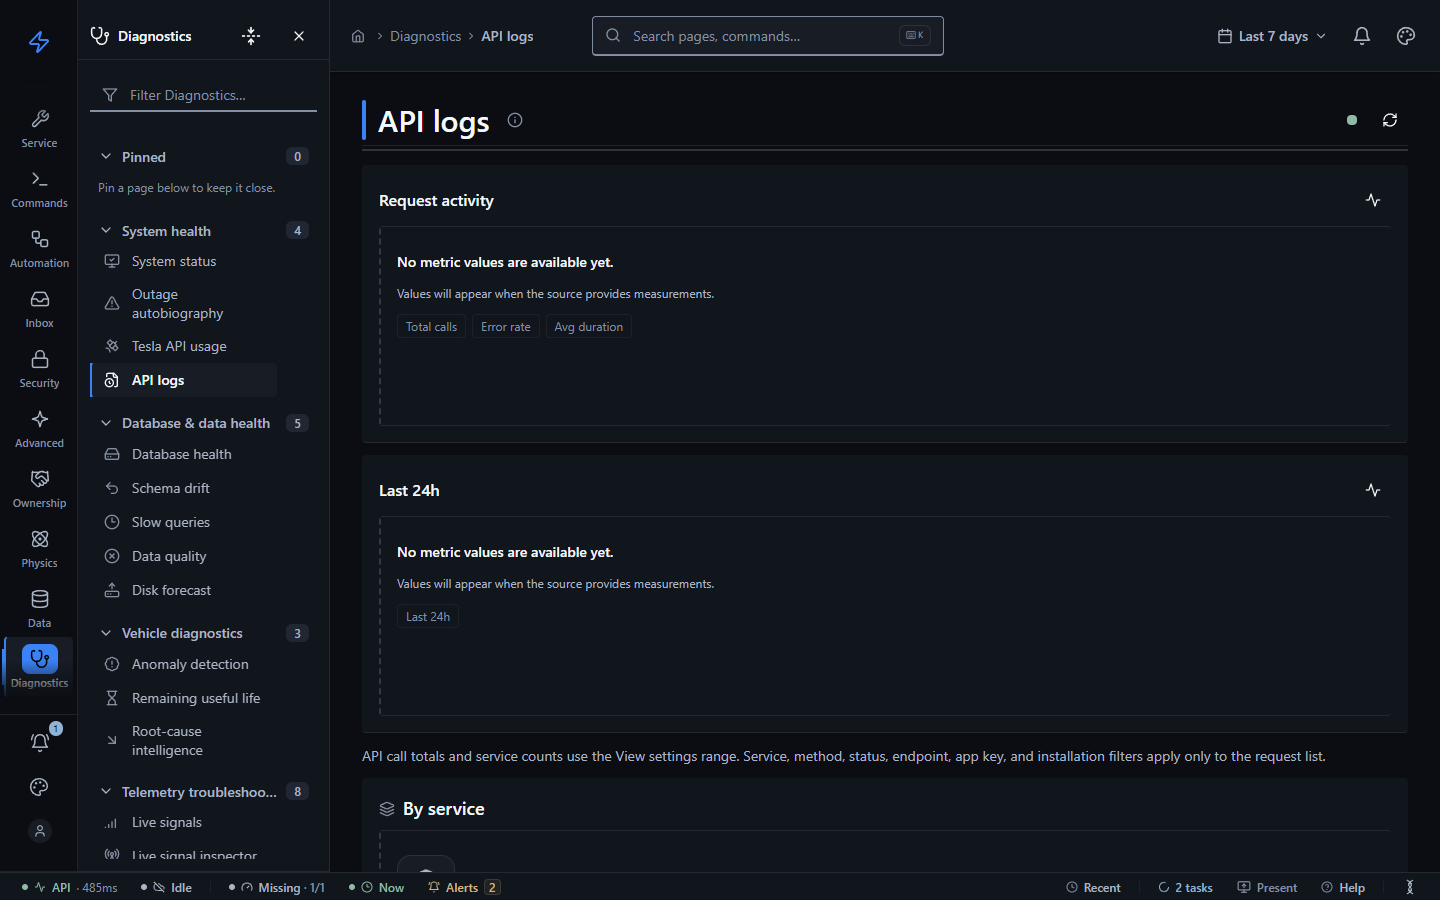 Service
Commands
Automation
Inbox
Security
Advanced
Ownership
Physics
Data
Diagnostics
1
Diagnostics
Filter Diagnostics...
Pinned 0
Pin a page below to keep it close.
System health 4
System status
Outage
autobiography
Tesla API usage
API logs
Database & data health 5
Database health
Schema drift
Slow queries
Data quality
Disk forecast
Vehicle diagnostics 3
Anomaly detection
Remaining useful life
Root-cause
intelligence
Telemetry troubleshoo... 8
Live signals
Live signal inspector
Diagnostics API logs
Search pages, commands... K
Last 7 days
API logs
Request activity
No metric values are available yet.
Values will appear when the source provides measurements.
Total calls Error rate Avg duration
Last 24h
No metric values are available yet.
Values will appear when the source provides measurements.
Last 24h
API call totals and service counts use the View settings range. Service, method, status, endpoint, app key, and installation filters apply only to the request list.
By service
API · 485ms Idle Missing · 1/1 Now Alerts 2 Recent 2 tasks Present Help